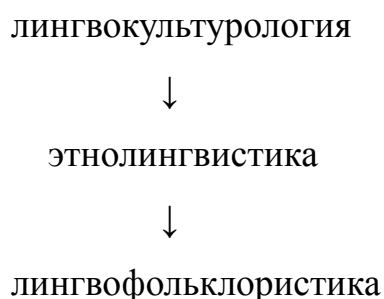 лингвокультурология
↓
этнолингвистика
↓
лингвофольклористика